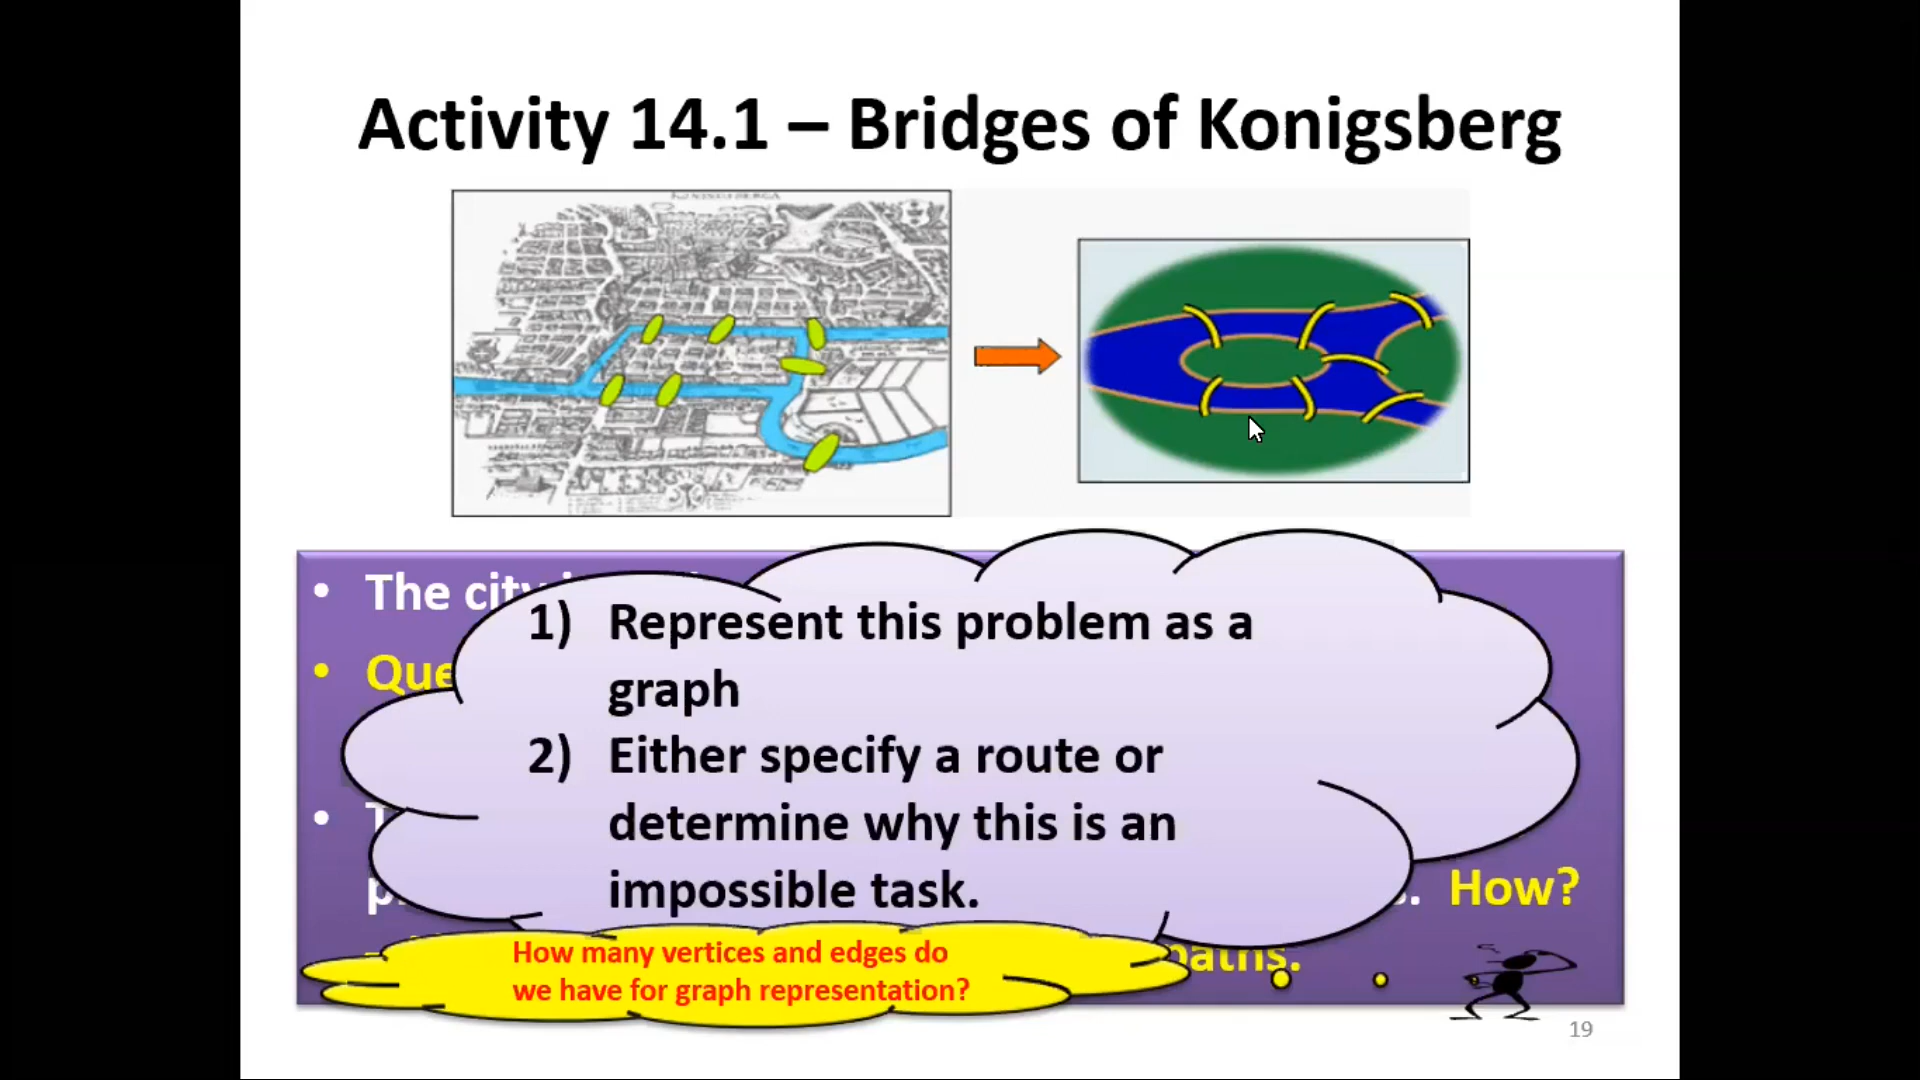 Activity 14.1 – Bridges of Konigsberg
• The city
• Que
1) Represent this problem as a
graph
2) Either specify a route or
determine why this is an
impossible task.
How?
paths.
How many vertices and edges do
we have for graph representation?
19